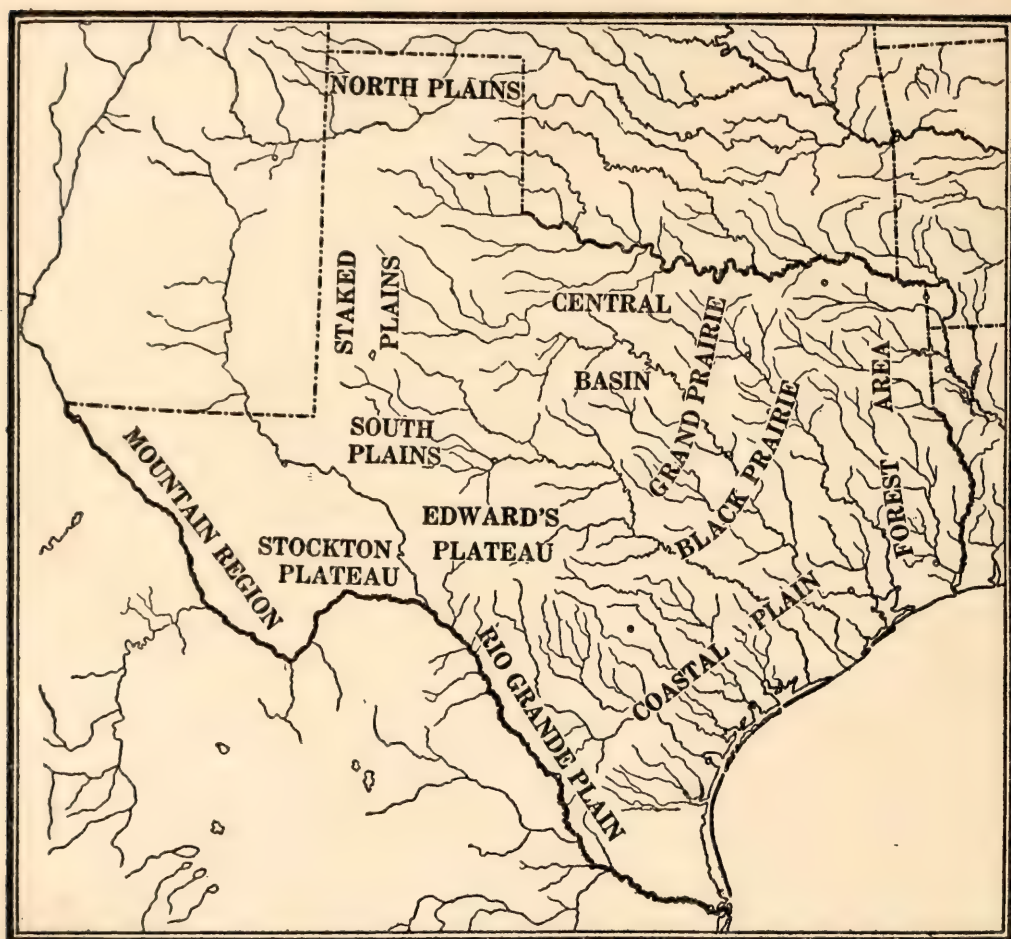 NORTH PLAINS
STAKED
PLAINS
CENTRAL
BASIN
GRAND PRAIRIE
BLACK PRAIRIE
FOREST AREA
SOUTH
PLAINS
MOUNTAIN REGION
STOCKTON
PLATEAU
EDWARD'S
PLATEAU
RIO GRANDE PLAIN
COASTAL PLAIN